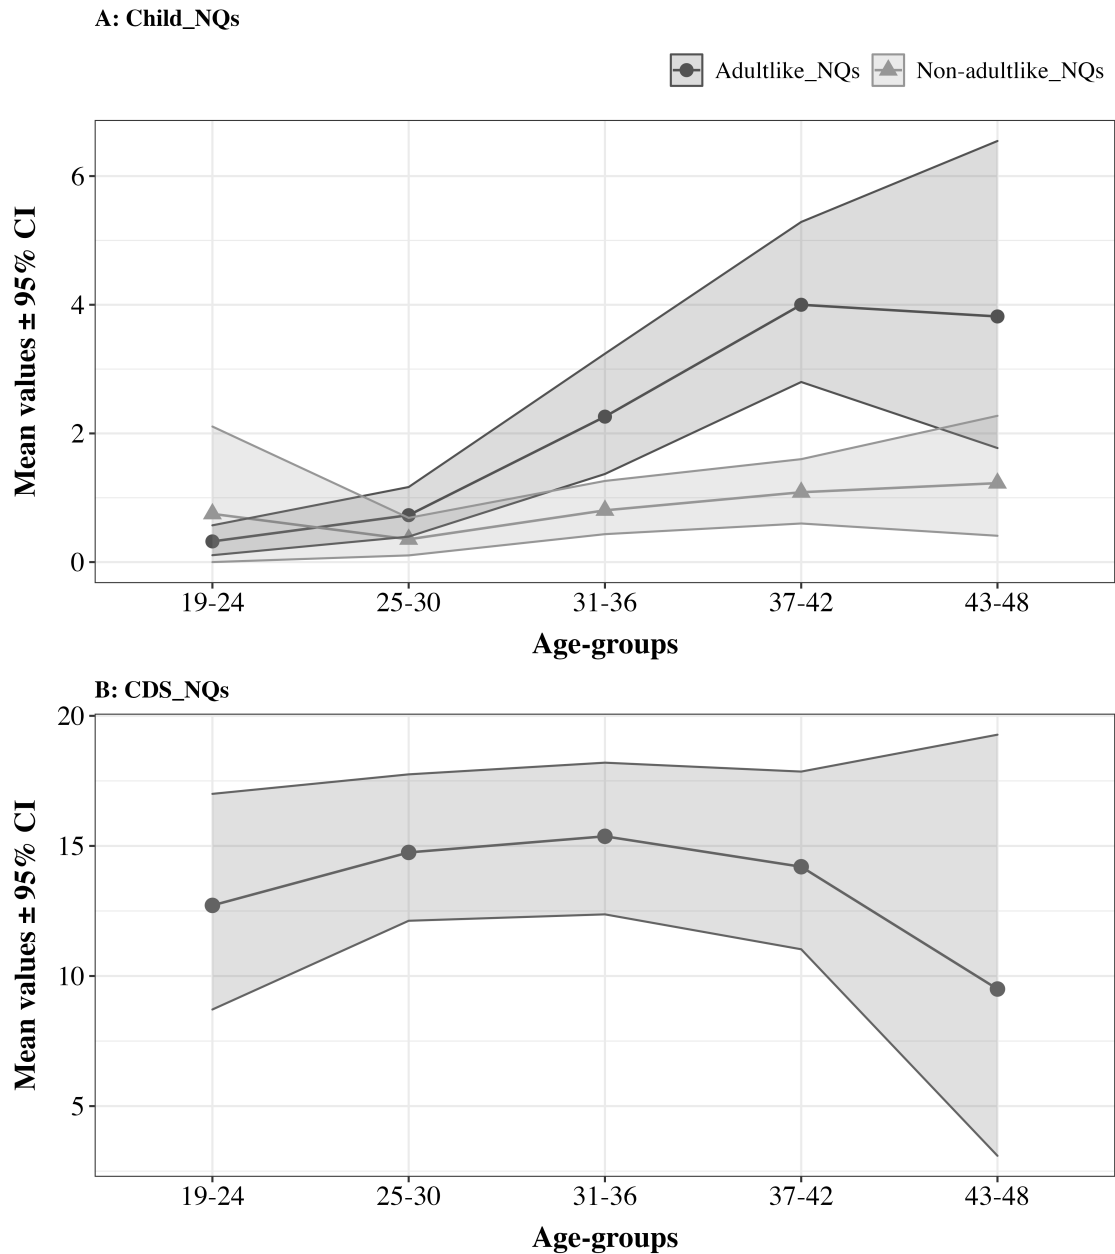 A: Child_NQs
Adultlike_NQs Non-adultlike_NQs
Mean values ± 95% CI
6
4
2
0
19-24 25-30 31-36 37-42 43-48
Age-groups
B: CDS_NQs
Mean values ± 95% CI
20
15
10
5
19-24 25-30 31-36 37-42 43-48
Age-groups